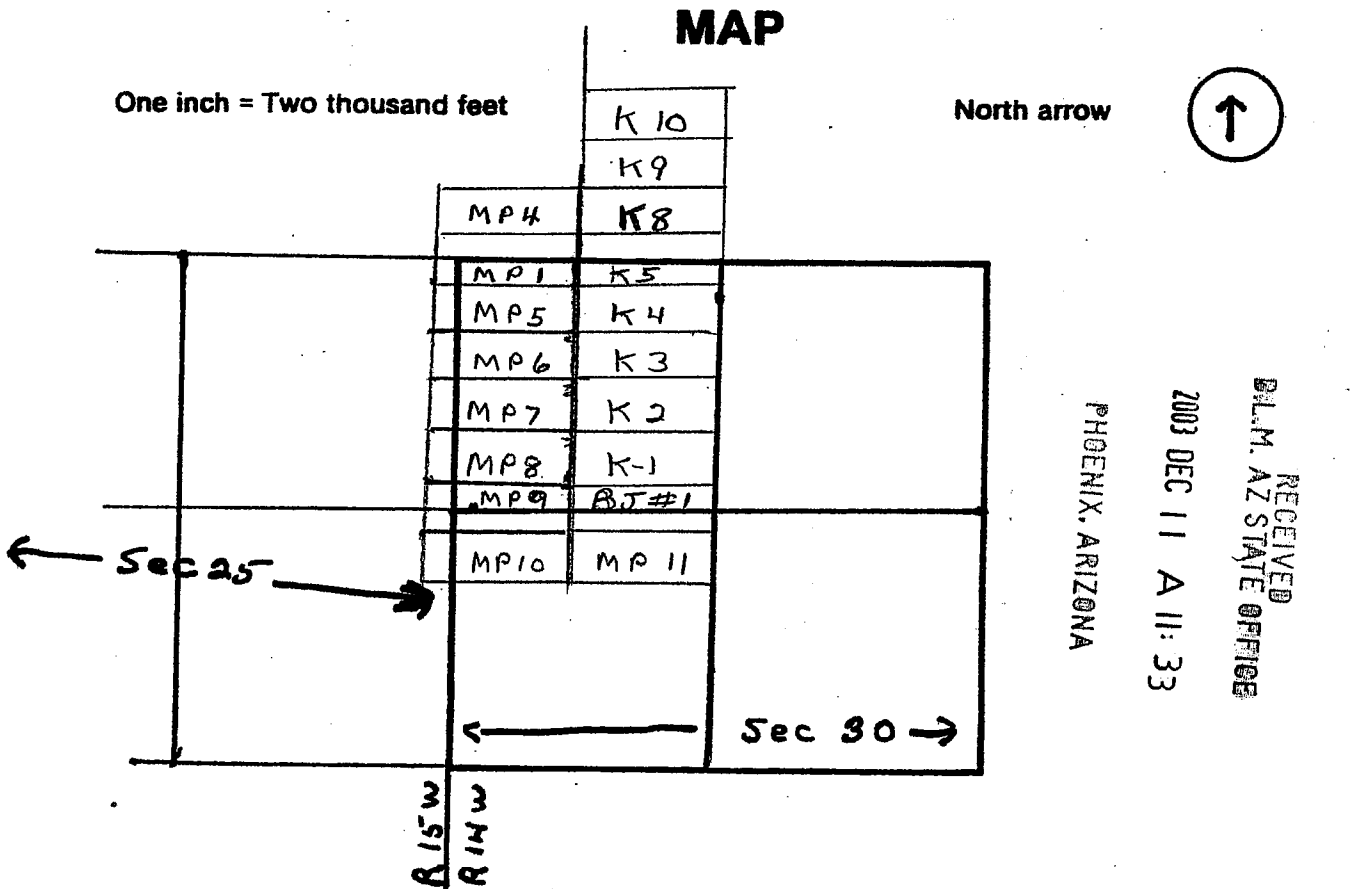 MAP
One inch = Two thousand feet
North arrow
K 10
K9
MP4 K8
MP1 K5
MP5 K4
MP6 K3
MP7 K2
MP8 K-1
MP9 BJ#1
MP10 MP 11
Sec 25
Sec 30
R 15 W
R 14 W
RECEIVED
B.L.M. AZ STATE OFFICE
2003 DEC 11 A 11: 33
PHOENIX, ARIZONA